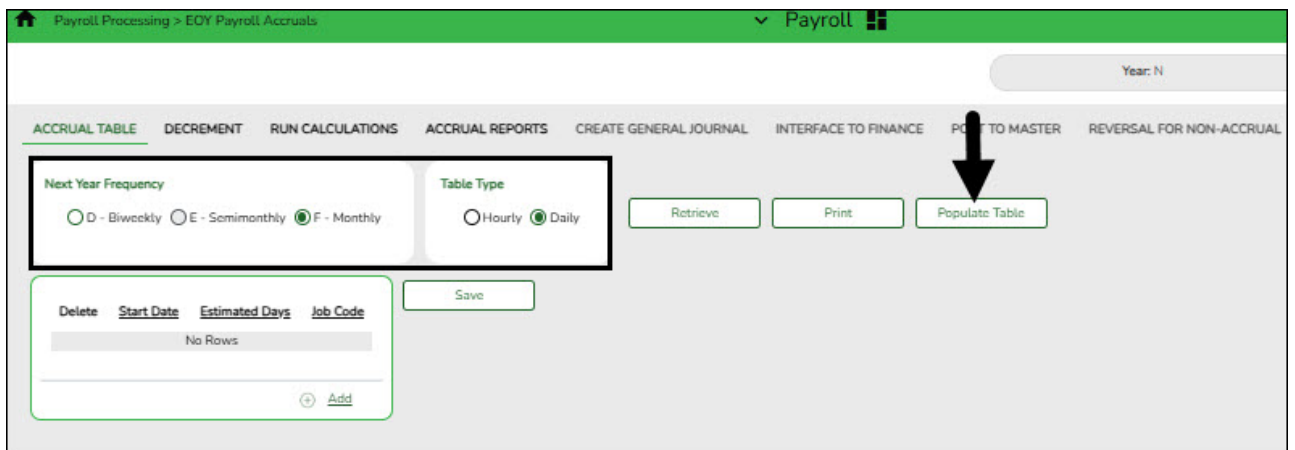 Payroll Processing > EOY Payroll Accruals
Payroll
Year: N
ACCRUAL TABLE DECREMENT RUN CALCULATIONS ACCRUAL REPORTS CREATE GENERAL JOURNAL INTERFACE TO FINANCE TO MASTER REVERSAL FOR NON-ACCRUAL
Next Year Frequency Table Type
D - Biweekly E - Semimonthly F - Monthly Hourly Daily Retrieve Print Populate Table
Save
Delete Start Date Estimated Days Job Code
No Rows
Add